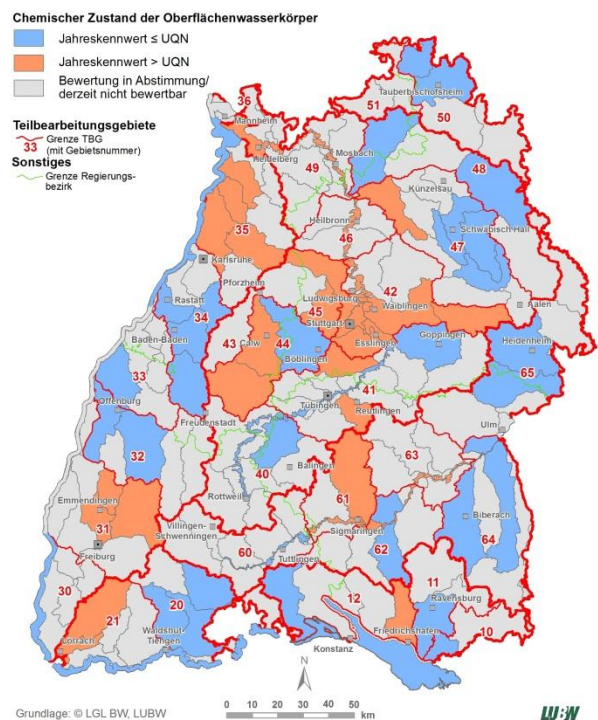 Chemischer Zustand der Oberflächenwasserkörper
Jahreskennwert ≤ UQN
Jahreskennwert > UQN
Bewertung in Abstimmung/
derzeit nicht bewertbar
Teilbearbeitungsgebiete
33 Grenze TBG
(mit Gebietsnummer)
Sonstiges
Grenze Regierungs-
bezirk
36
Mannheim
51
Tauberbischofsheim
50
Heidelberg
49
Mosbach
48
Künzelsau
35
Heilbronn
46
Schwäbisch Hall
47
Karlsruhe
Pforzheim
42
Ludwigsburg
Waiblingen
45
Stuttgart
Aalen
Rastatt
34
Baden-Baden
43
Calw
44
Böblingen
Esslingen
Göppingen
Heidenheim
65
33
Offenburg
41
Tübingen
Reutlingen
Freudenstadt
Ulm
32
40
Balingen
63
Rottweil
61
Emmendingen
31
Villingen-
Schwenningen
Sigmaringen
Biberach
64
Freiburg
60
Tuttlingen
62
11
30
21
20
12
Ravensburg
10
Lörrach
Waldshut-
Tiengen
Friedrichshafen
Konstanz
N
0 10 20 30 40 50
km
Grundlage: © LGL BW, LUBW
LUBW